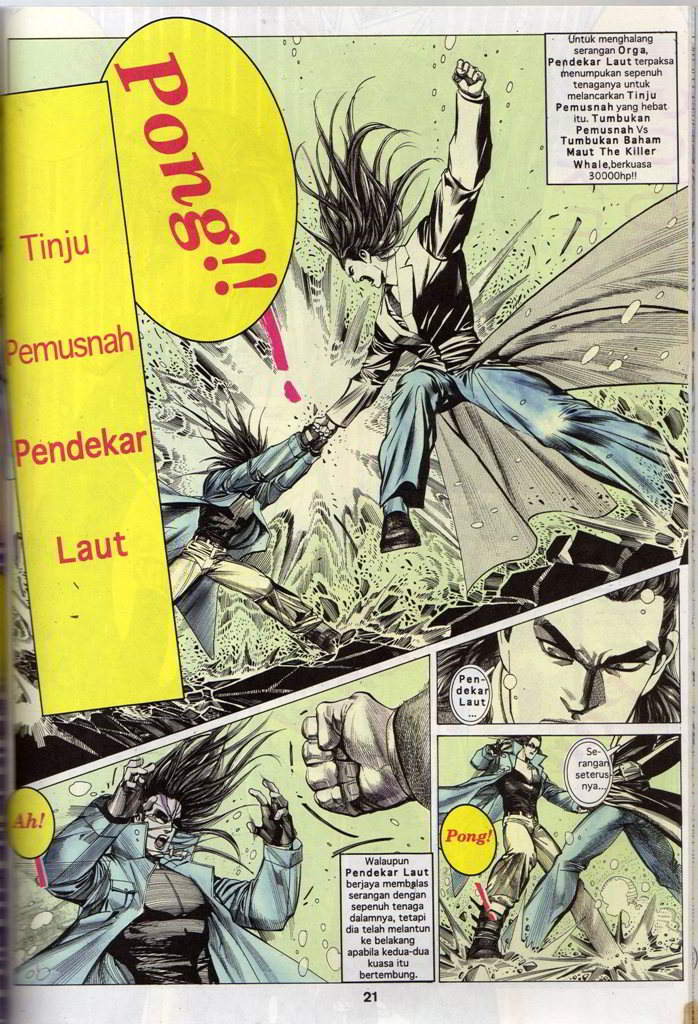 Pong!!
Untuk menghalang
serangan Orga,
Pendekar Laut terpaksa
menumpukan sepenuh
tenaganya untuk
melancarkan Tinju
Pemusnah yang hebat
itu. Tumbukan
Pemusnah Vs
Tumbukan Baham
Maut The Killer
Whale,berkuasa
30000hp!!
Tinju
Pemusnah
Pendekar
Laut
Pen-
dekar
Laut
...
Ah!
Walaupun
Pendekar Laut
berjaya membalas
serangan dengan
sepenuh tenaga
dalamnya, tetapi
dia telah melantun
ke belakang
apabila kedua-dua
kuasa itu
bertembung.
Se-
rangan
seterus-
nya...
Pong!
21